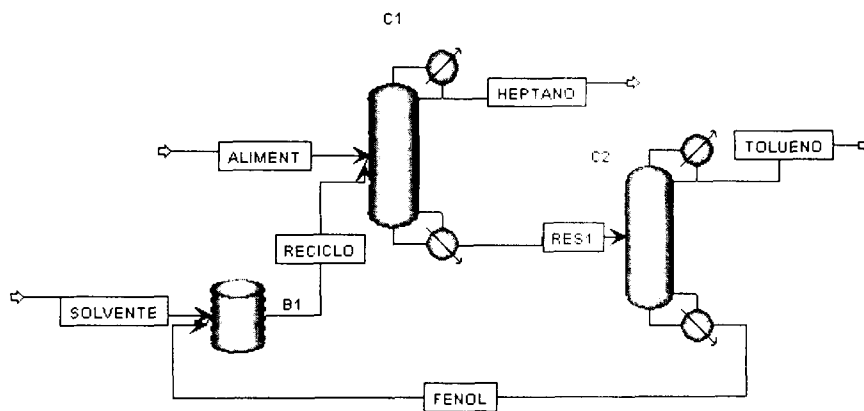 C1
HEPTANO
ALIMENT
C2
TOLUENO
RECICLO
RES1
SOLVENTE
B1
FENOL